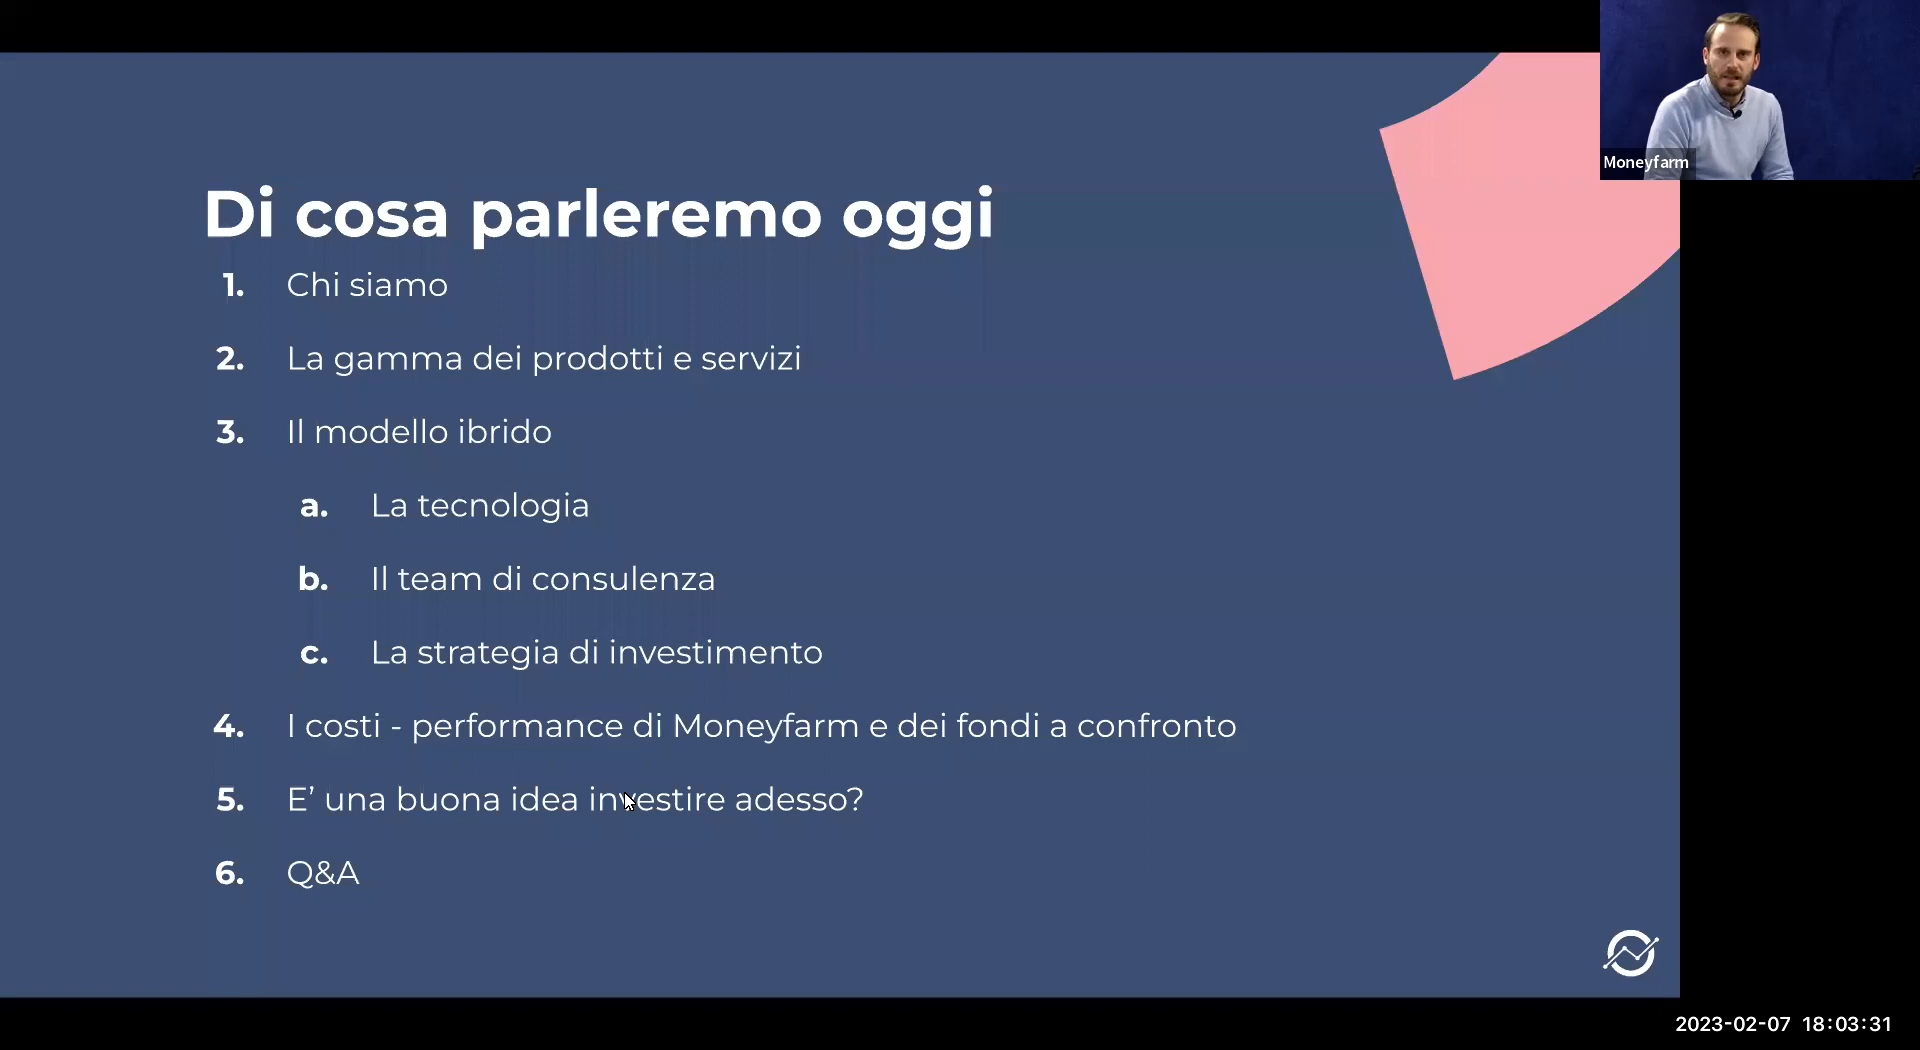 Moneyfarm
Di cosa parleremo oggi
1. Chi siamo
2. La gamma dei prodotti e servizi
3. Il modello ibrido
a. La tecnologia
b. Il team di consulenza
c. La strategia di investimento
4. I costi - performance di Moneyfarm e dei fondi a confronto
5. E’ una buona idea investire adesso?
6. Q&A
2023-02-07 18:03:31